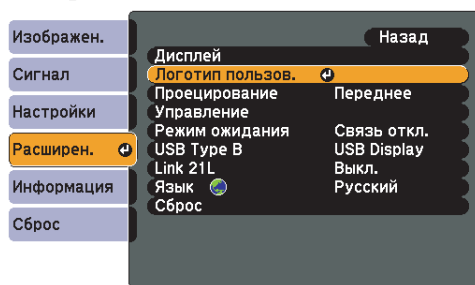 Изображен.
Сигнал
Настройки
Расширен.
Информация
Сброс
Назад
Дисплей
Логотип пользов.
Проецирование Переднее
Управление
Режим ожидания Связь откл.
USB Type B USB Display
Link 21L Выкл.
Язык Русский
Сброс